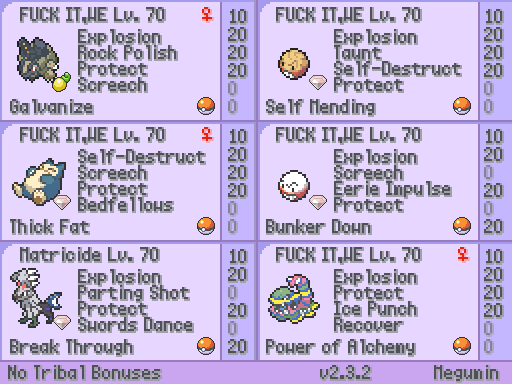 FUCK IT,WE Lv. 70 ♀ 10
Explosion 20
Rock Polish 20
Protect 20
Screech 0
Galvanize 0
FUCK IT,WE Lv. 70 10
Explosion 20
Taunt 20
Self-Destruct 20
Protect 0
Self Mending 0
FUCK IT,WE Lv. 70 ♀ 10
Self-Destruct 20
Screech 20
Protect 20
Bedfellows 0
Thick Fat 0
FUCK IT,WE Lv. 70 10
Explosion 20
Screech 20
Eerie Impulse 20
Protect 0
Bunker Down 20
Matricide Lv. 70 10
Explosion 20
Parting Shot 0
Protect 20
Swords Dance 0
Break Through 20
FUCK IT,WE Lv. 70 ♀ 10
Explosion 20
Protect 0
Ice Punch 20
Recover 0
Power of Alchemy 20
No Tribal Bonuses v2.3.2 Megumin